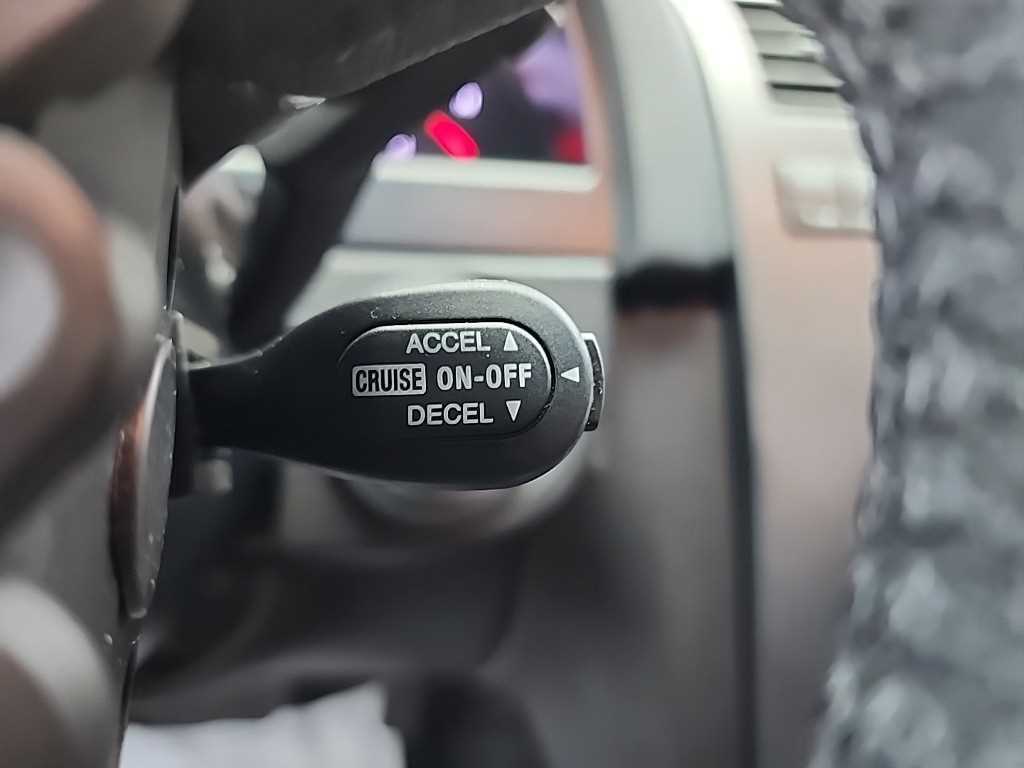 ACCEL ▲
CRUISE ON-OFF ◀
DECEL ▼